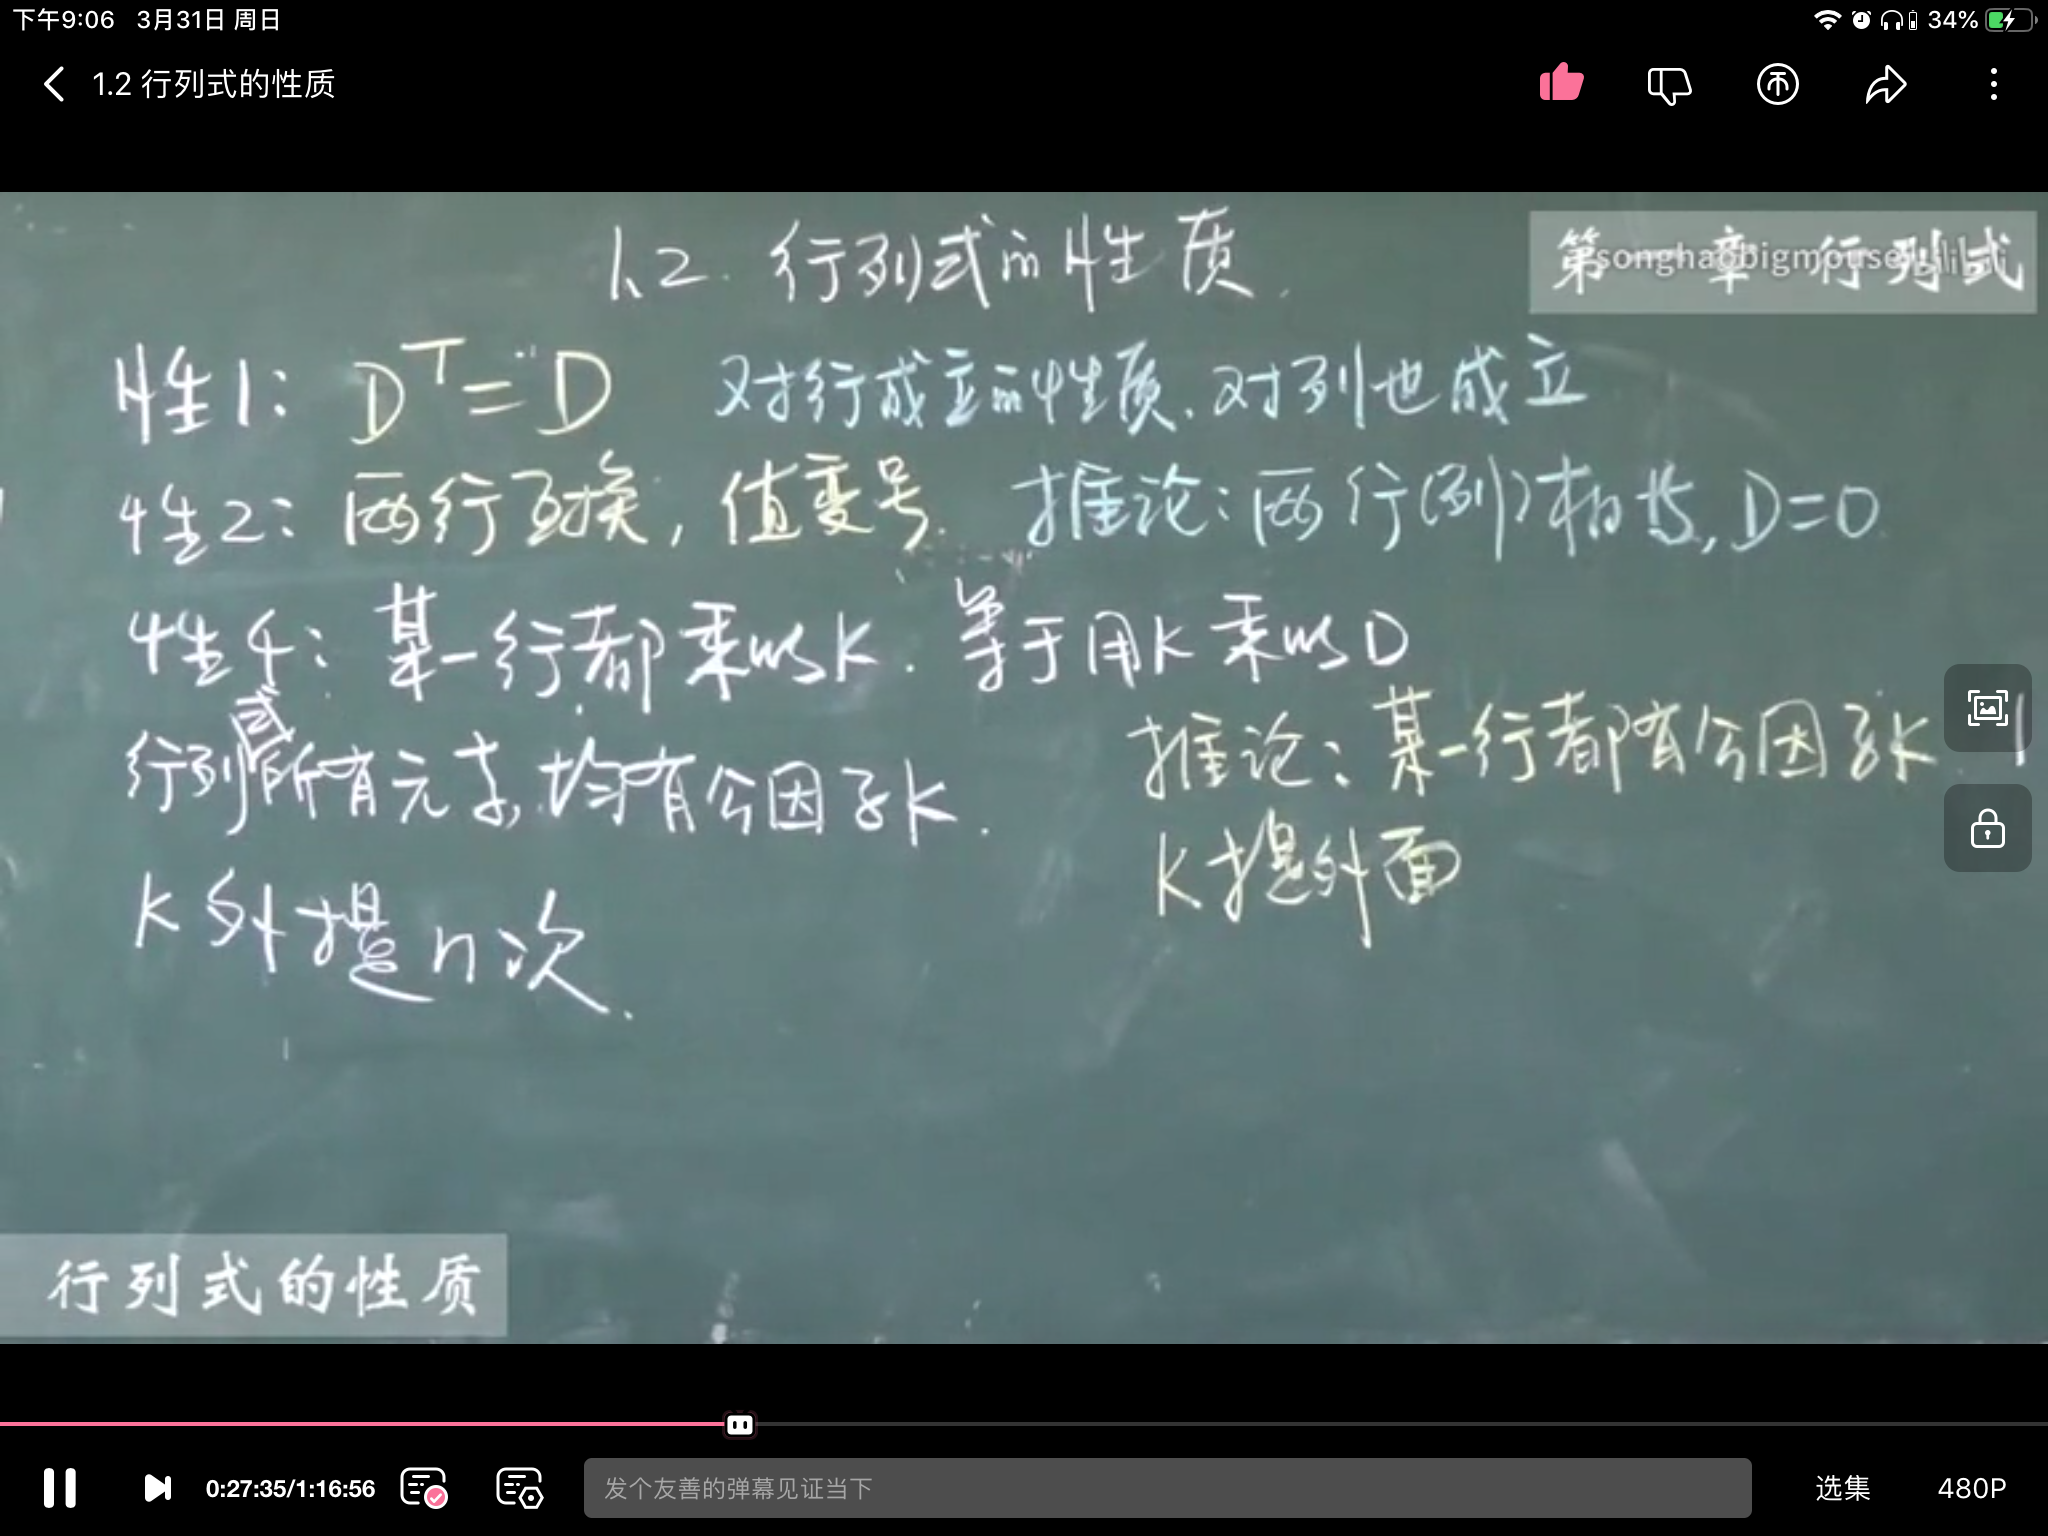 下午9:06 3月31日 周日 34%
1.2 行列式的性质
1.2. 行列式的性质.
第一章 行列式
songhaobigmouse bilibili
性1: D^T = D 对行成立的性质, 对列也成立
性2: 两行互换, 值变号. 推论: 两行(列)相等, D=0.
性4: 某一行都乘以K. 等于用K乘以D
推论: 某一行都有公因子K
K提外面
行列式所有元素, 均有公因子K.
K外提n次.
行列式的性质
0:27:35/1:16:56 发个友善的弹幕见证当下 选集 480P